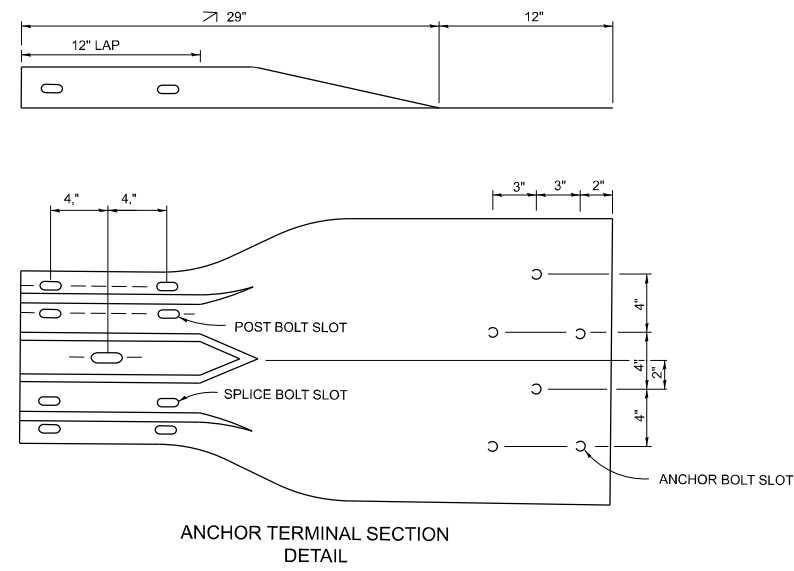 29"
12"
12" LAP
4,"
4,"
3"
3"
2"
4"
4"
2"
4"
POST BOLT SLOT
SPLICE BOLT SLOT
ANCHOR BOLT SLOT
ANCHOR TERMINAL SECTION
DETAIL